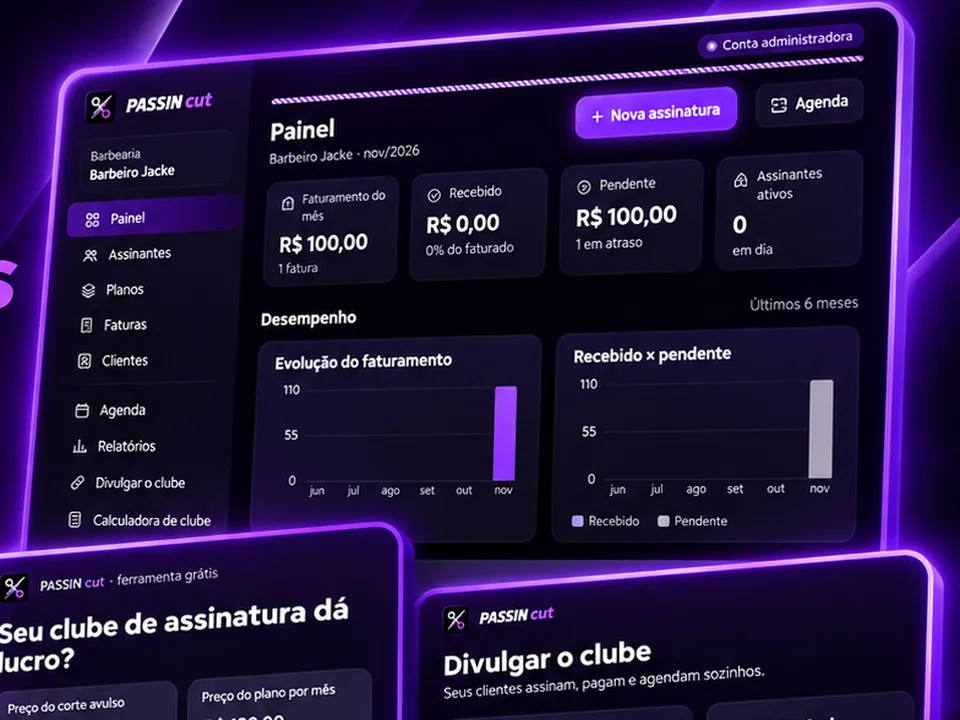 Conta administradora
PASSIN cut
Barbearia
Barbeiro Jacke
Painel
Assinantes
Planos
Faturas
Clientes
Agenda
Relatórios
Divulgar o clube
Calculadora de clube
Painel
Barbeiro Jacke · nov/2026
+ Nova assinatura
Agenda
Faturamento do
mês
R$ 100,00
1 fatura
Recebido
R$ 0,00
0% do faturado
Pendente
R$ 100,00
1 em atraso
Assinantes
ativos
0
em dia
Desempenho
Últimos 6 meses
Evolução do faturamento
110
55
0
jun jul ago set out nov
Recebido × pendente
110
55
0
jun jul ago set out nov
Recebido Pendente
PASSIN cut · ferramenta grátis
Seu clube de assinatura dá
lucro?
Preço do corte avulso
Preço do plano por mês
PASSIN cut
Divulgar o clube
Seus clientes assinam, pagam e agendam sozinhos.